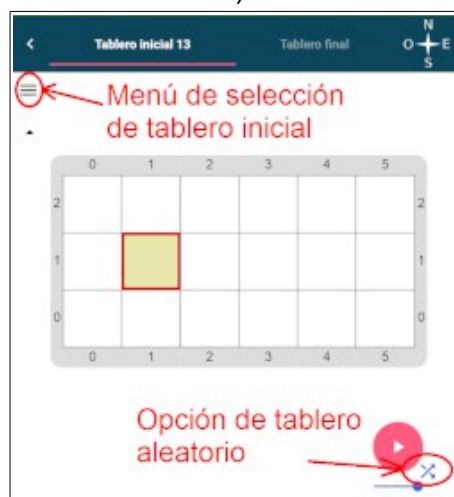 N
Tablero inicial 13 Tablero final O E
S
Menú de selección
de tablero inicial
0 1 2 3 4 5
2 2
1 1
0 0
0 1 2 3 4 5
Opción de tablero
aleatorio